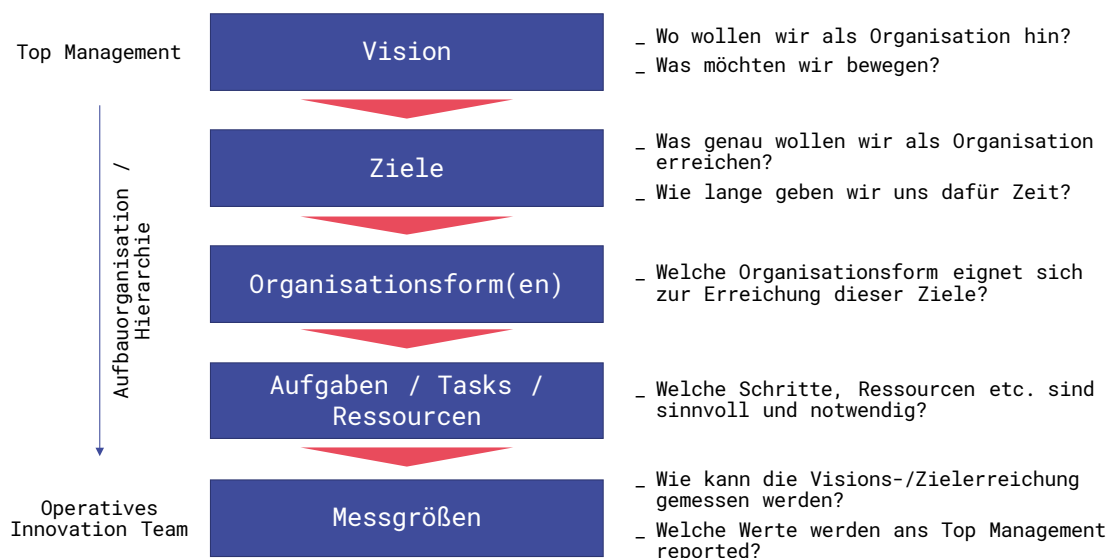 Top Management
Vision
_ Wo wollen wir als Organisation hin?
_ Was möchten wir bewegen?
Aufbauorganisation /
Hierarchie
Ziele
_ Was genau wollen wir als Organisation
erreichen?
_ Wie lange geben wir uns dafür Zeit?
Organisationsform(en)
_ Welche Organisationsform eignet sich
zur Erreichung dieser Ziele?
Aufgaben / Tasks /
Ressourcen
_ Welche Schritte, Ressourcen etc. sind
sinnvoll und notwendig?
Operatives
Innovation Team
Messgrößen
_ Wie kann die Visions-/Zielerreichung
gemessen werden?
_ Welche Werte werden ans Top Management
reported?